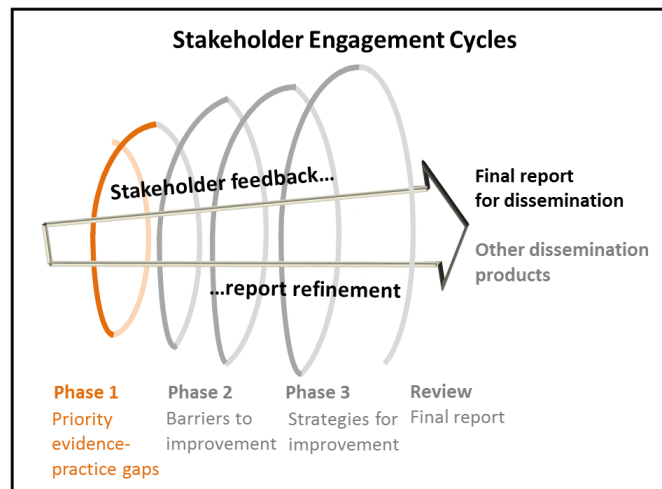 Stakeholder Engagement Cycles
Stakeholder feedback...
Final report
for dissemination
Other dissemination
products
...report refinement
Phase 1
Priority
evidence-
practice gaps
Phase 2
Barriers to
improvement
Phase 3
Strategies for
improvement
Review
Final report